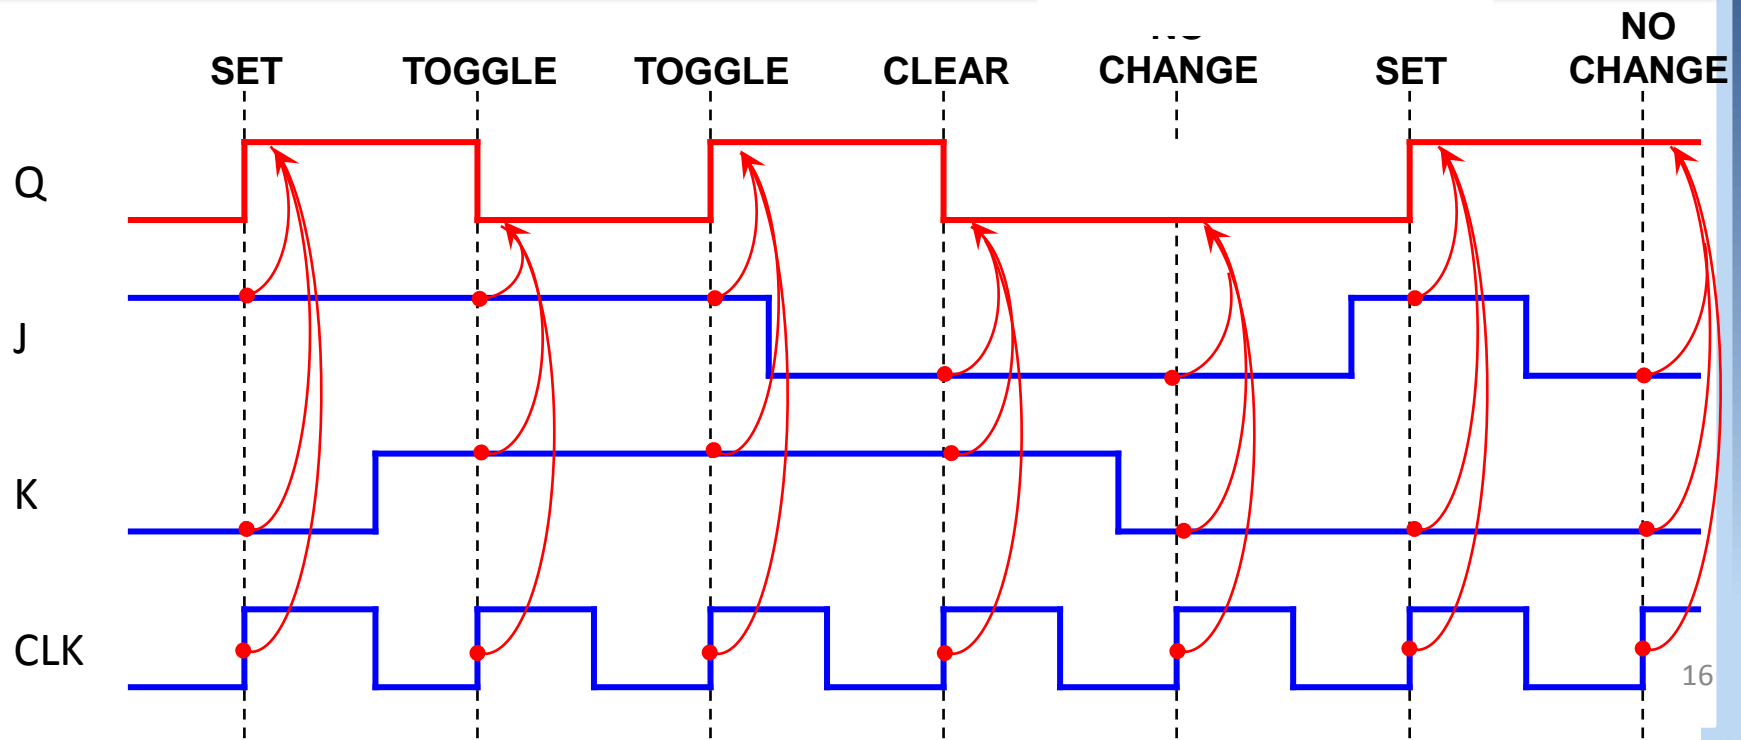 NO
SET TOGGLE TOGGLE CLEAR CHANGE SET CHANGE
Q
J
K
CLK
16